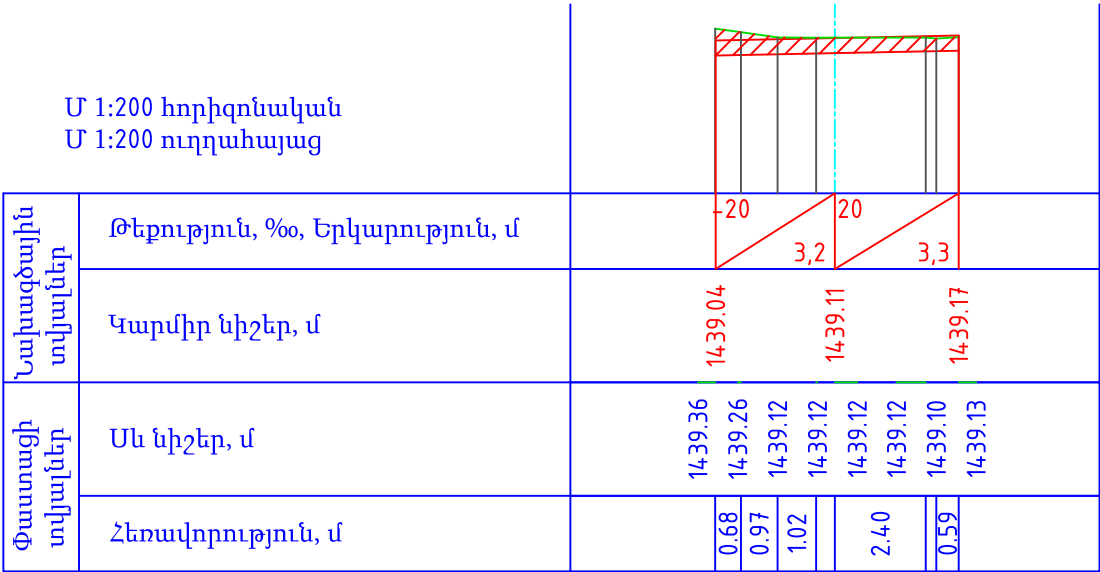 Մ 1:200 հորիզոնական
Մ 1:200 ուղղահայաց
Նախագծային
տվյալներ
Թեքություն, ‰, Երկարություն, մ
-20
20
3,2
3,3
Կարմիր նիշեր, մ
1439.04
1439.11
1439.17
Փաստացի
տվյալներ
Սև նիշեր, մ
1439.36
1439.26
1439.12
1439.12
1439.12
1439.12
1439.10
1439.13
Հեռավորություն, մ
0.68
0.97
1.02
2.40
0.59